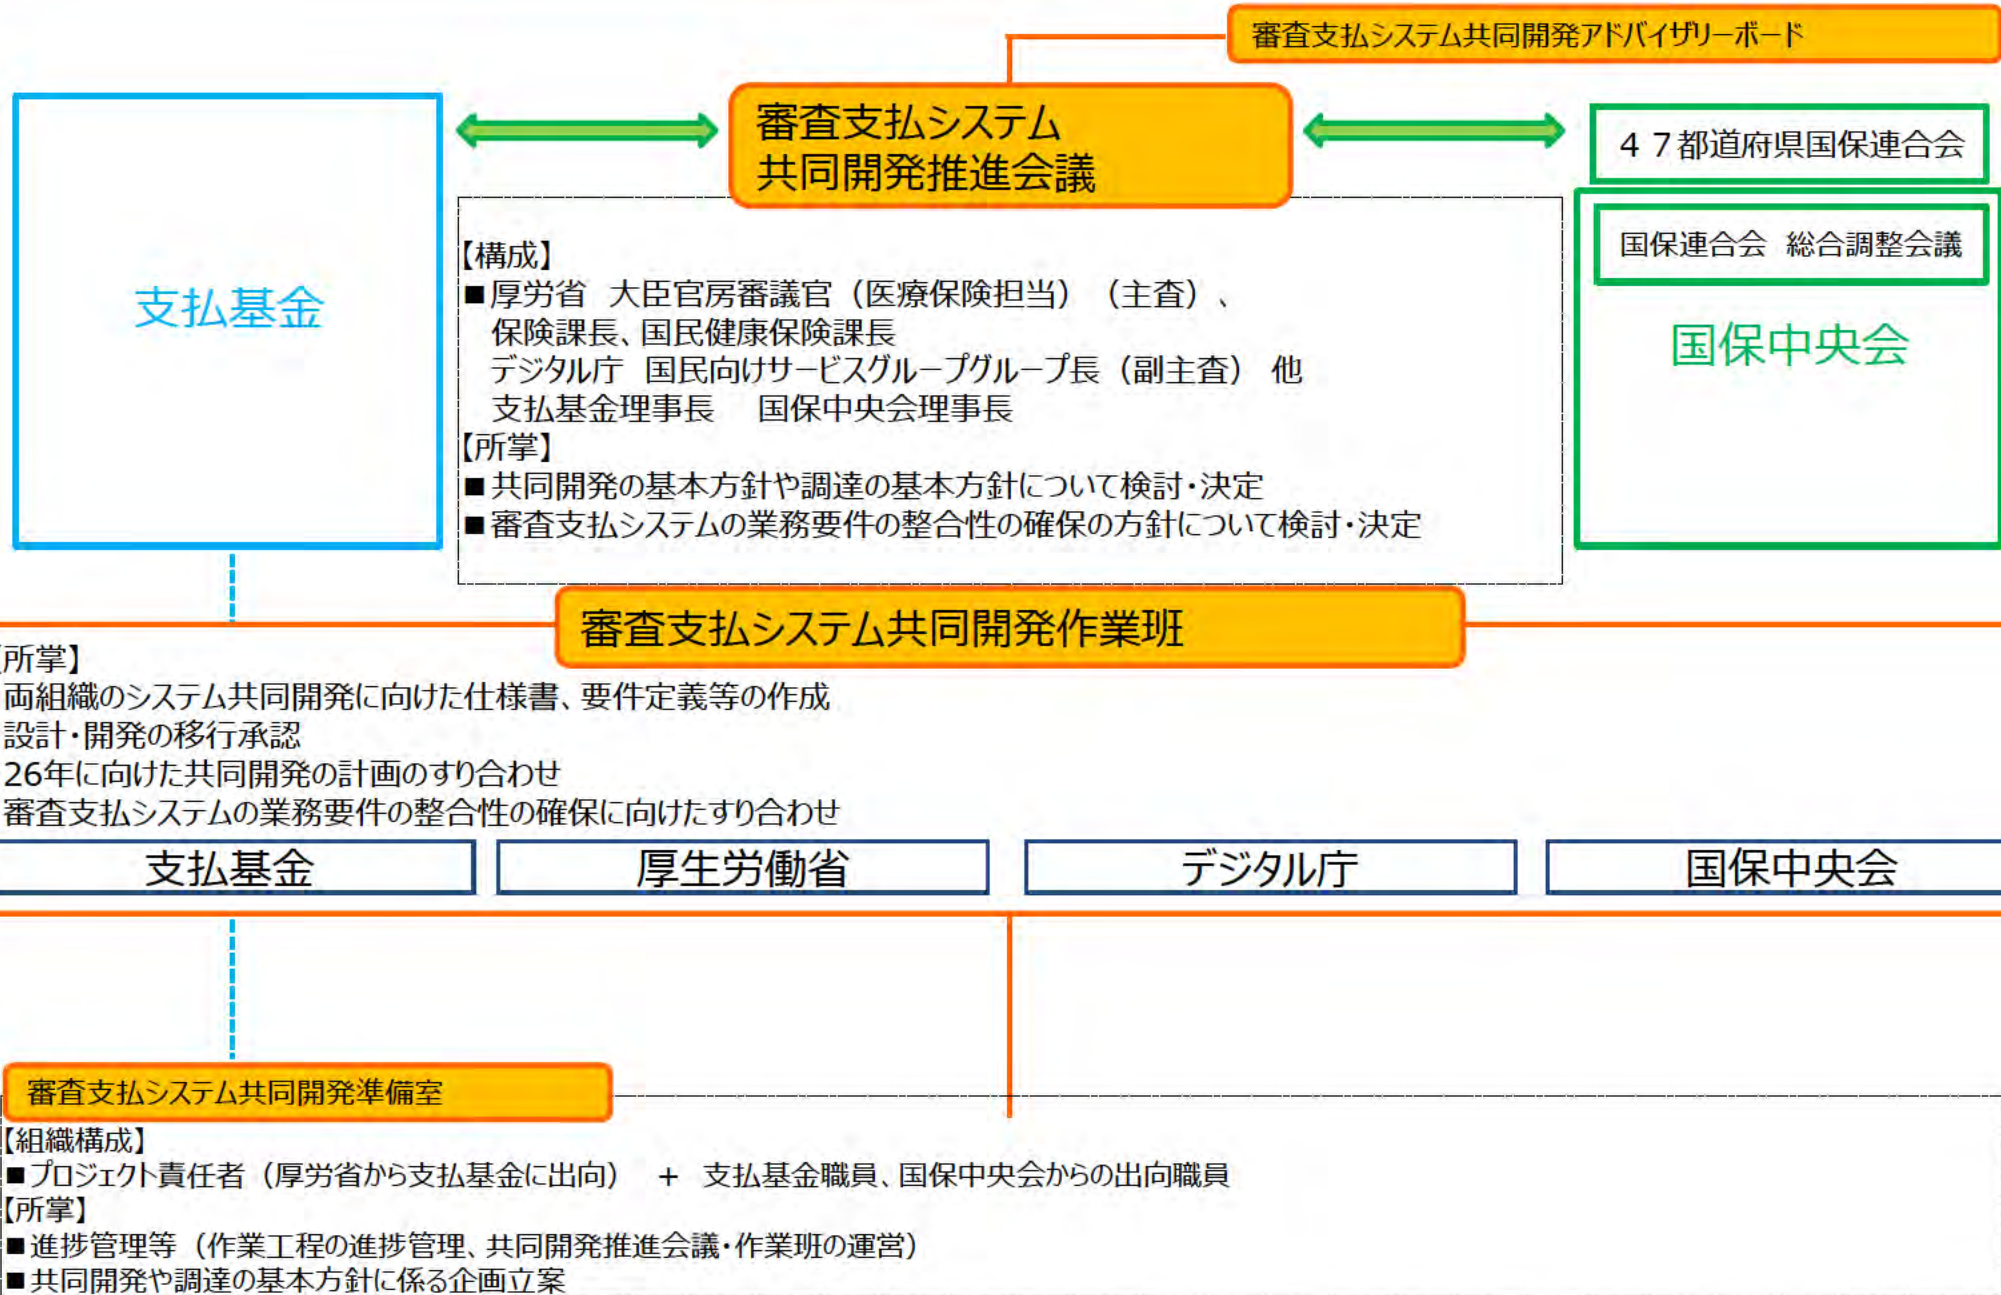 審査支払システム共同開発アドバイザリーボード
審査支払システム
共同開発推進会議
支払基金
47都道府県国保連合会
国保連合会 総合調整会議
国保中央会
【構成】
■厚労省 大臣官房審議官（医療保険担当）（主査）、
保険課長、国民健康保険課長
デジタル庁 国民向けサービスグループグループ長（副主査） 他
支払基金理事長 国保中央会理事長
【所掌】
■共同開発の基本方針や調達の基本方針について検討・決定
■審査支払システムの業務要件の整合性の確保の方針について検討・決定
審査支払システム共同開発作業班
【所掌】
両組織のシステム共同開発に向けた仕様書、要件定義等の作成
設計・開発の移行承認
26年に向けた共同開発の計画のすり合わせ
審査支払システムの業務要件の整合性の確保に向けたすり合わせ
支払基金
厚生労働省
デジタル庁
国保中央会
審査支払システム共同開発準備室
【組織構成】
■プロジェクト責任者（厚労省から支払基金に出向） + 支払基金職員、国保中央会からの出向職員
【所掌】
■進捗管理等（作業工程の進捗管理、共同開発推進会議・作業班の運営）
■共同開発や調達の基本方針に係る企画立案